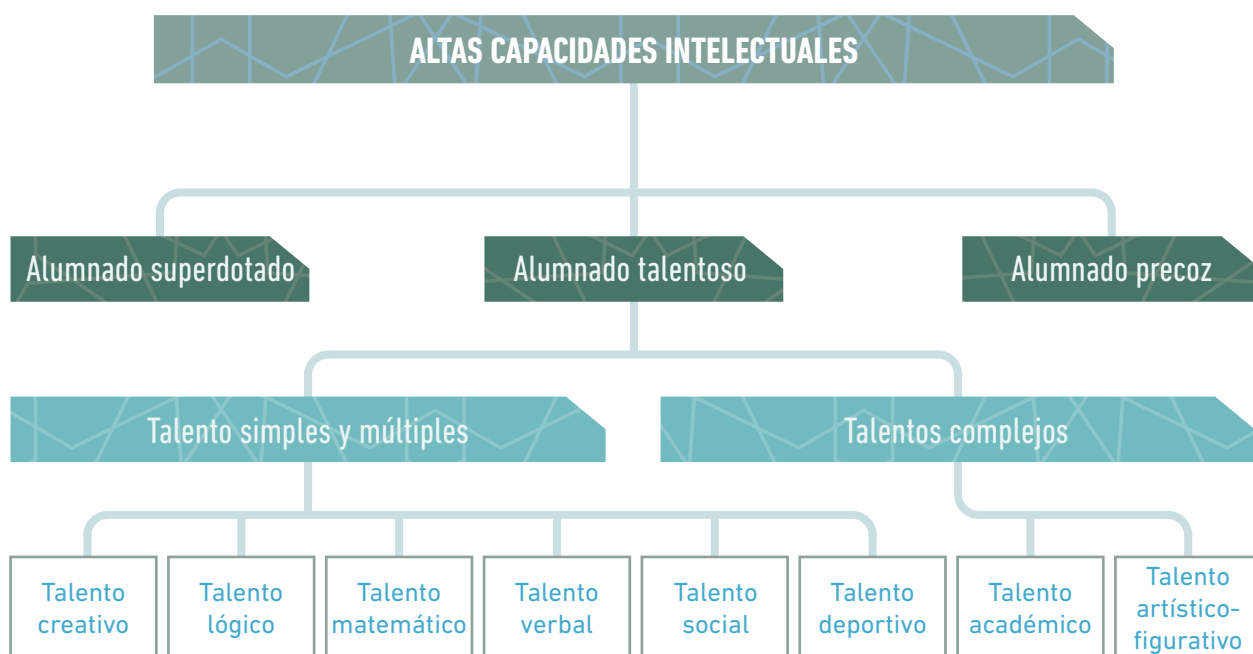 ALTAS CAPACIDADES INTELECTUALES
Alumnado superdotado
Alumnado talentoso
Alumnado precoz
Talento simples y múltiples
Talentos complejos
Talento
creativo
Talento
lógico
Talento
matemático
Talento
verbal
Talento
social
Talento
deportivo
Talento
académico
Talento
artístico-
figurativo